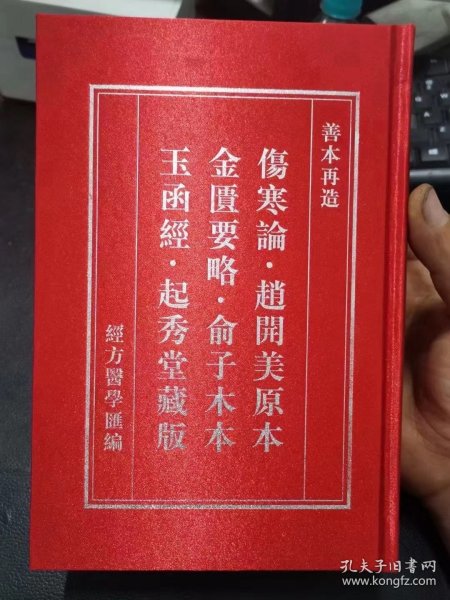 善本再造
傷寒論·趙開美原本
金匱要略·俞子木本
玉函經·起秀堂藏版
經方醫學匯編
孔夫子旧书网
www.kongfz.com